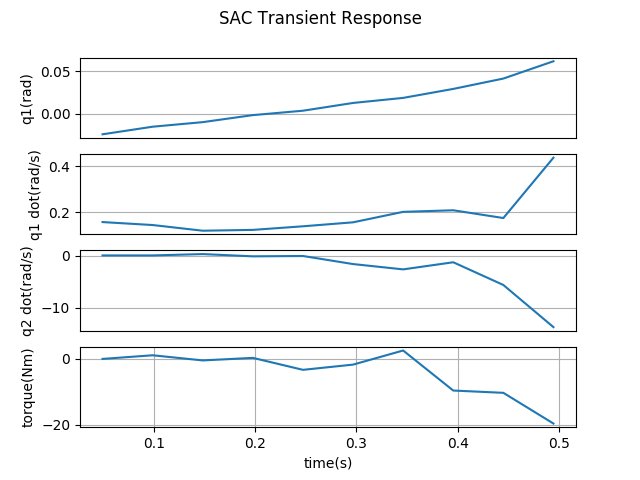 SAC Transient Response
q1(rad)
0.05
0.00
q1 dot(rad/s)
0.4
0.2
q2 dot(rad/s)
0
−10
torque(Nm)
0
−20
0.1 0.2 0.3 0.4 0.5
time(s)